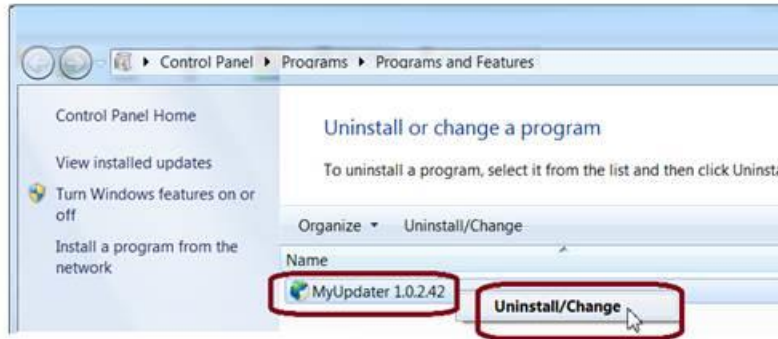 Control Panel ▸ Programs ▸ Programs and Features
Control Panel Home
View installed updates
Turn Windows features on or
off
Install a program from the
network
Uninstall or change a program
To uninstall a program, select it from the list and then click Uninsta
Organize
Uninstall/Change
Name
MyUpdater 1.0.2.42
Uninstall/Change